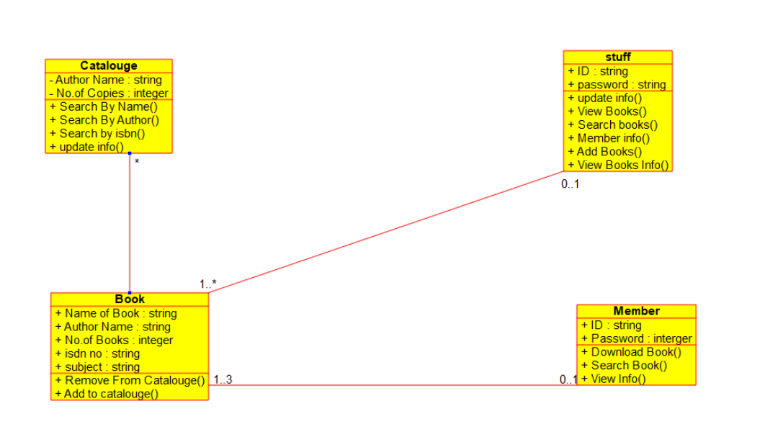 Catalouge
- Author Name : string
- No.of Copies : integer
+ Search By Name()
+ Search By Author()
+ Search by isbn()
+ update info()
*
stuff
+ ID : string
+ password : string
+ update info()
+ View Books()
+ Search books()
+ Member info()
+ Add Books()
+ View Books Info()
0..1
1..*
Book
+ Name of Book : string
+ Author Name : string
+ No.of Books : integer
+ isdn no : string
+ subject : string
+ Remove From Catalouge()
+ Add to catalouge()
1..3
0..1
Member
+ ID : string
+ Password : interger
+ Download Book()
+ Search Book()
+ View Info()